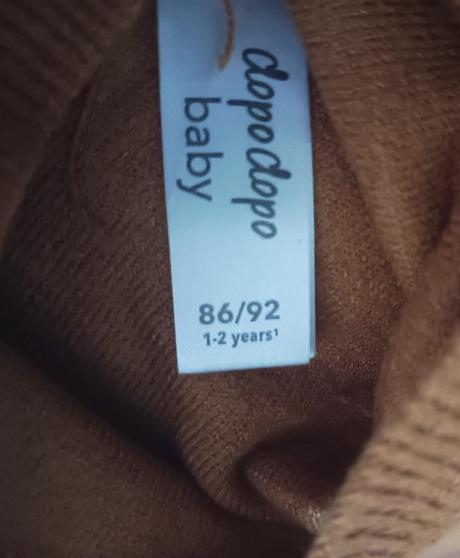 dopodopo
baby
86/92
1-2 years¹